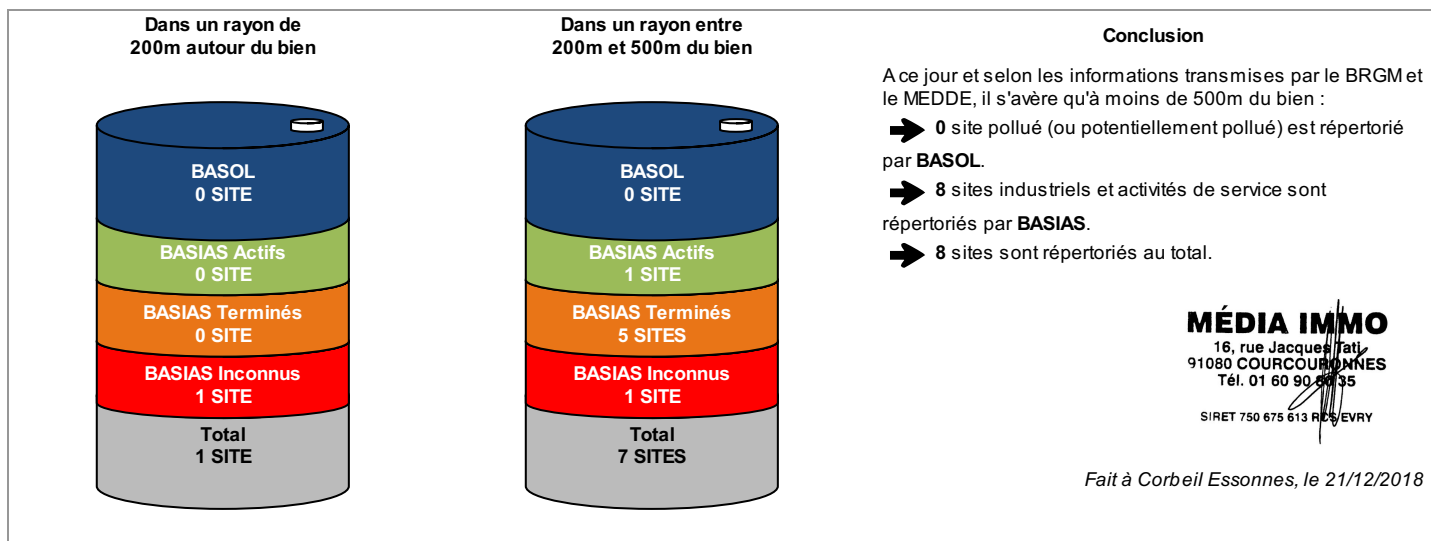 Dans un rayon de
200m autour du bien
BASOL
0 SITE
BASIAS Actifs
0 SITE
BASIAS Terminés
0 SITE
BASIAS Inconnus
1 SITE
Total
1 SITE
Dans un rayon entre
200m et 500m du bien
BASOL
0 SITE
BASIAS Actifs
1 SITE
BASIAS Terminés
5 SITES
BASIAS Inconnus
1 SITE
Total
7 SITES
Conclusion
A ce jour et selon les informations transmises par le BRGM et
le MEDDE, il s'avère qu'à moins de 500m du bien :
0 site pollué (ou potentiellement pollué) est répertorié
par BASOL.
8 sites industriels et activités de service sont
répertoriés par BASIAS.
8 sites sont répertoriés au total.
MÉDIA IMMO
16, rue Jacques Tati
91080 COURCOURONNES
Tél. 01 60 90 80 35
SIRET 750 675 613 RCS EVRY
Fait à Corbeil Essonnes, le 21/12/2018